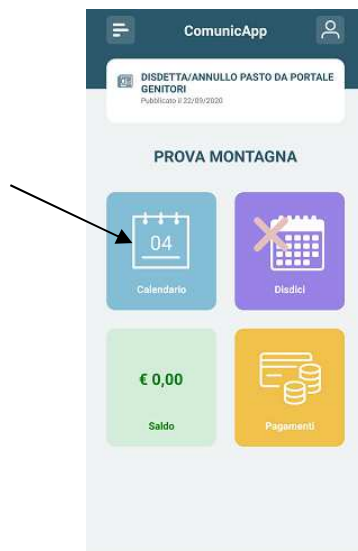 ComunicApp
DISDETTA/ANNULLO PASTO DA PORTALE
GENITORI
Pubblicato il 22/09/2020
PROVA MONTAGNA
04
Calendario
Disdici
€ 0,00
Saldo
Pagamenti